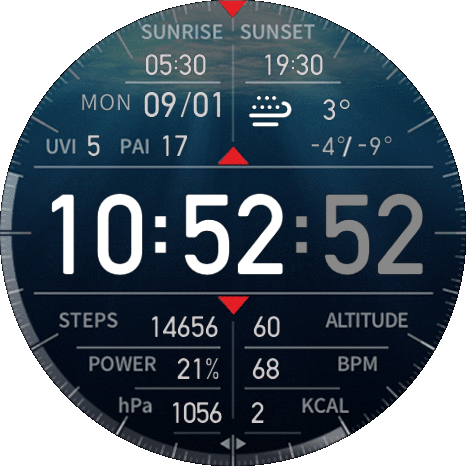 SUNRISE SUNSET
05:30 19:30
MON 09/01 3°
UVI 5 PAI 17 -4°/ -9°
10:52:52
STEPS 14656 60 ALTITUDE
POWER 21% 68 BPM
hPa 1056 2 KCAL